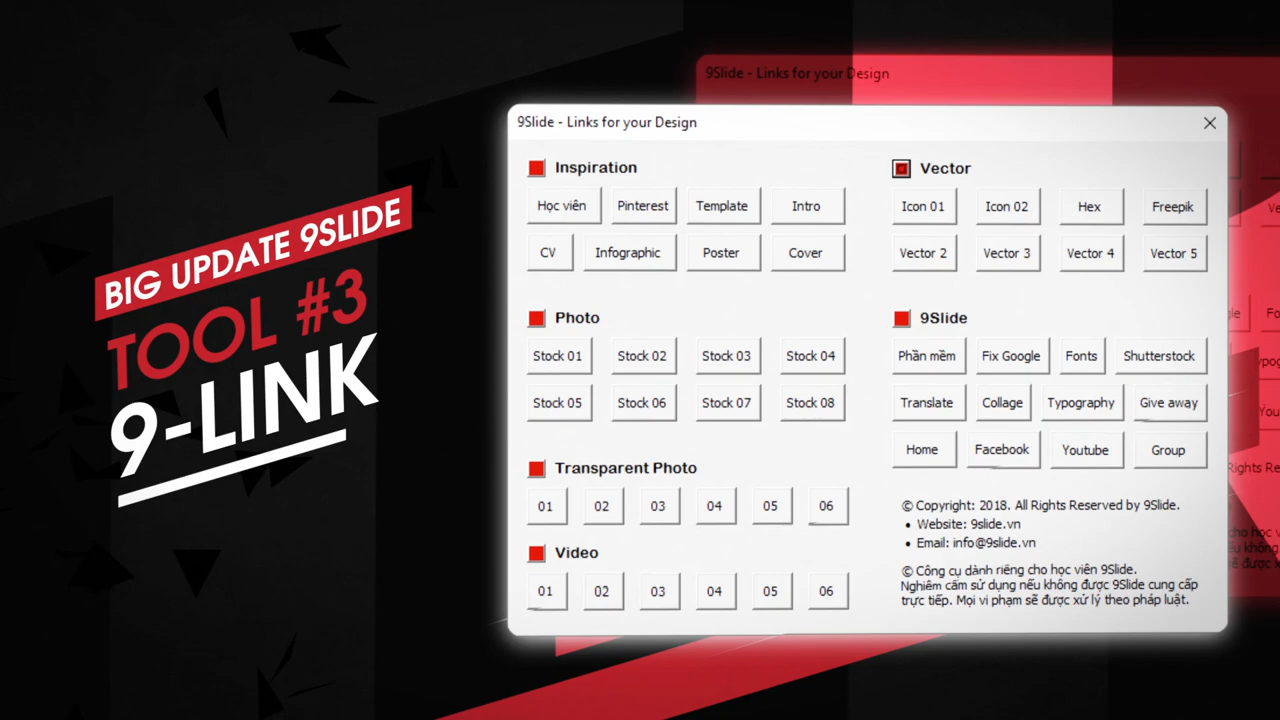 BIG UPDATE 9SLIDE
TOOL #3
9-LINK
9Slide - Links for your Design
9Slide - Links for your Design
Inspiration
Học viên Pinterest Template Intro
CV Infographic Poster Cover
Photo
Stock 01 Stock 02 Stock 03 Stock 04
Stock 05 Stock 06 Stock 07 Stock 08
Transparent Photo
01 02 03 04 05 06
Video
01 02 03 04 05 06
Vector
Icon 01 Icon 02 Hex Freepik
Vector 2 Vector 3 Vector 4 Vector 5
9Slide
Phần mềm Fix Google Fonts Shutterstock
Translate Collage Typography Give away
Home Facebook Youtube Group
© Copyright: 2018. All Rights Reserved by 9Slide.
• Website: 9slide.vn
• Email: info@9slide.vn
© Công cụ dành riêng cho học viên 9Slide.
Nghiêm cấm sử dụng nếu không được 9Slide cung cấp
trực tiếp. Mọi vi phạm sẽ được xử lý theo pháp luật.